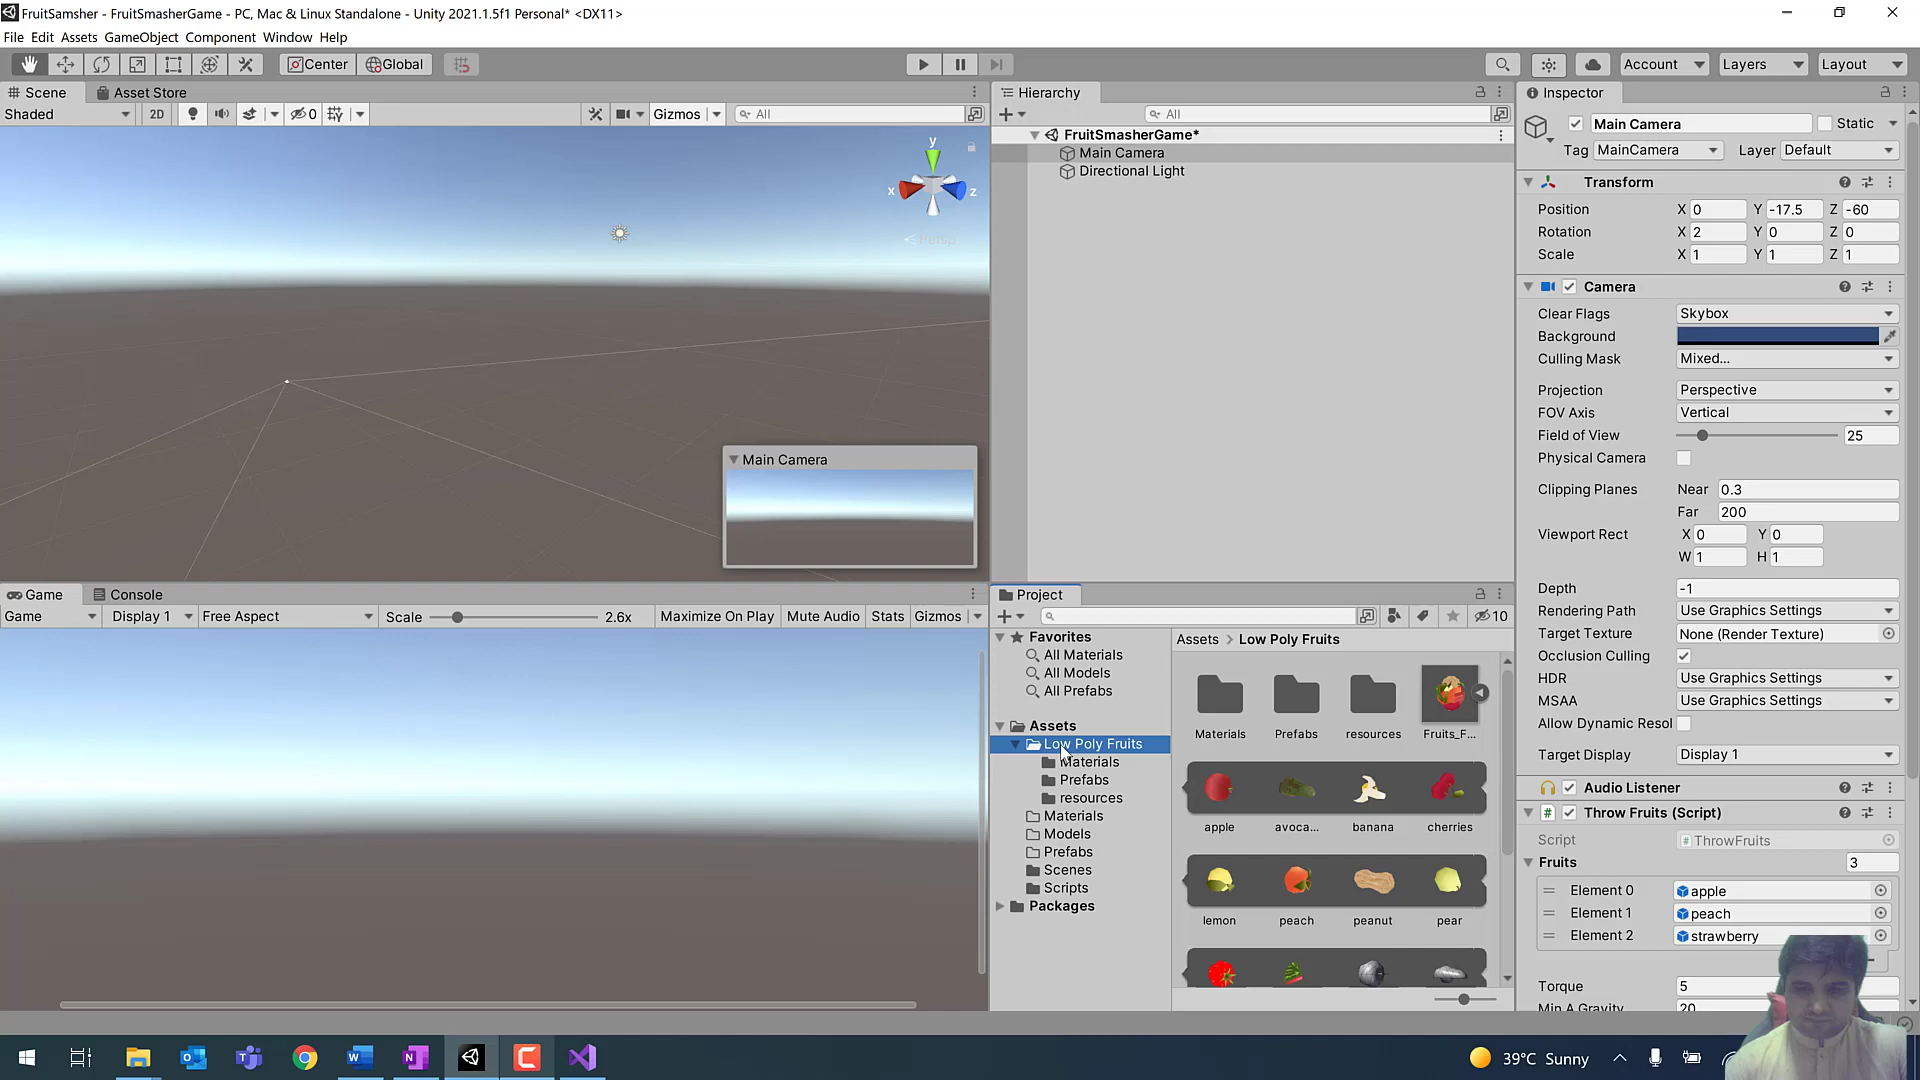 FruitSamsher - FruitSmasherGame - PC, Mac & Linux Standalone - Unity 2021.1.5f1 Personal* <DX11>
File Edit Assets GameObject Component Window Help
Center Global Account Layers Layout
Scene Asset Store
Shaded 2D 0 Gizmos All
y
x z
Persp
Main Camera
Hierarchy
All
FruitSmasherGame*
Main Camera
Directional Light
Game Console
Game Display 1 Free Aspect Scale 2.6x Maximize On Play Mute Audio Stats Gizmos
Project
10
Favorites
All Materials
All Models
All Prefabs
Assets
Low Poly Fruits
Materials
Prefabs
resources
Materials
Models
Prefabs
Scenes
Scripts
Packages
Assets > Low Poly Fruits
Materials Prefabs resources Fruits_F...
apple avoca... banana cherries
lemon peach peanut pear
Inspector
Main Camera Static
Tag MainCamera Layer Default
Transform
Position X 0 Y -17.5 Z -60
Rotation X 2 Y 0 Z 0
Scale X 1 Y 1 Z 1
Camera
Clear Flags Skybox
Background
Culling Mask Mixed...
Projection Perspective
FOV Axis Vertical
Field of View 25
Physical Camera
Clipping Planes Near 0.3
Far 200
Viewport Rect X 0 Y 0
W 1 H 1
Depth -1
Rendering Path Use Graphics Settings
Target Texture None (Render Texture)
Occlusion Culling
HDR Use Graphics Settings
MSAA Use Graphics Settings
Allow Dynamic Resol
Target Display Display 1
Audio Listener
# Throw Fruits (Script)
Script # ThrowFruits
Fruits 3
Element 0 apple
Element 1 peach
Element 2 strawberry
Torque 5
Min A Gravity 20
39°C Sunny